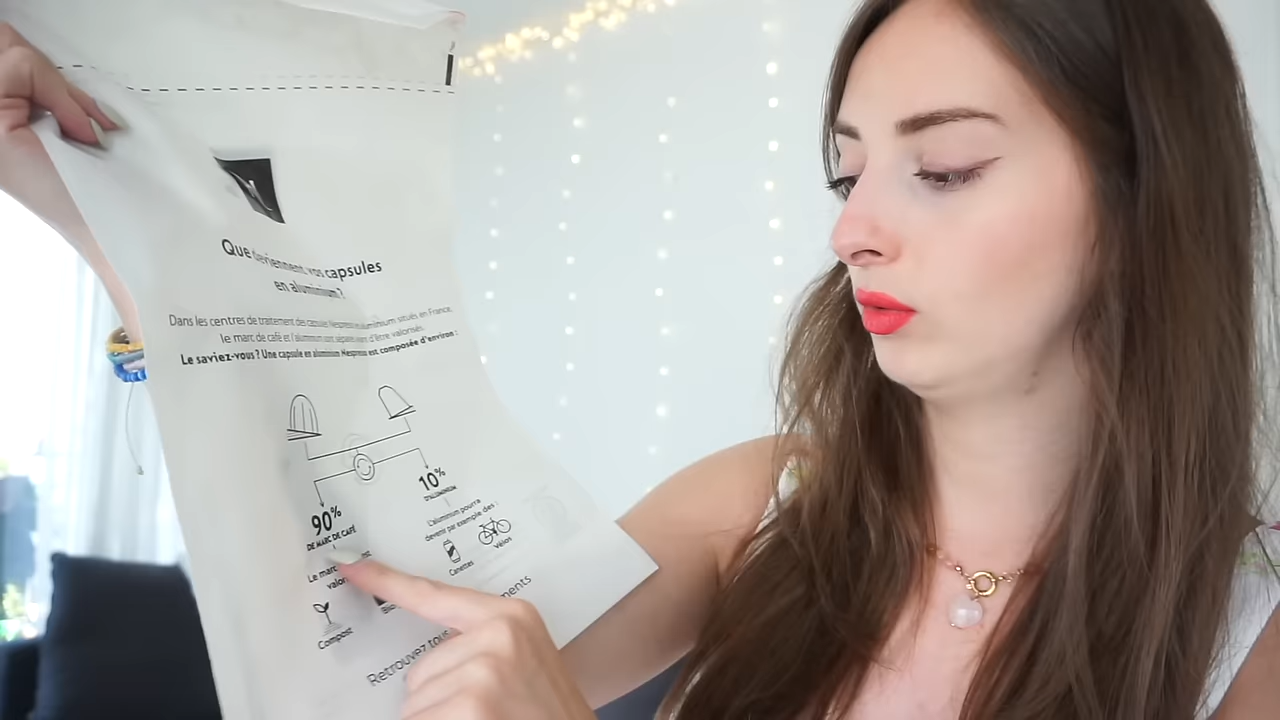 Que deviennent vos capsules
en aluminium ?
Dans les centres de traitement des capsules Nespresso en aluminium situés en France,
le marc de café et l'aluminium sont séparés afin d'être valorisés.
Le saviez-vous ? Une capsule en aluminium Nespresso est composée d'environ :
10%
D'ALUMINIUM
L'aluminium pourra
devenir par exemple des :
Canettes
Vélos
90%
DE MARC DE CAFÉ
Le marc
Compost
Retrouvez tous